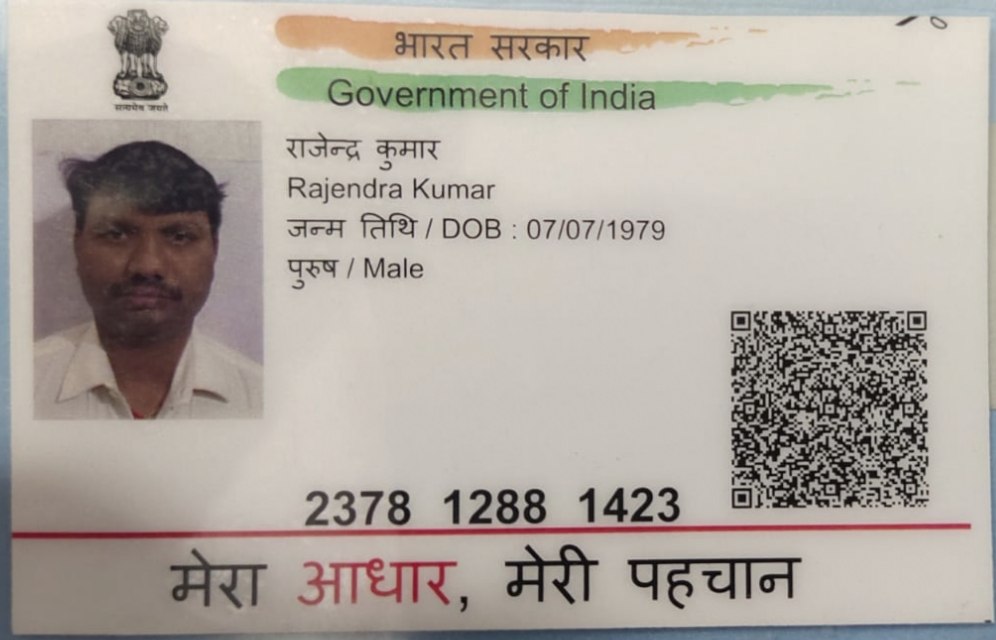 भारत सरकार
Government of India
सत्यमेव जयते
राजेन्द्र कुमार
Rajendra Kumar
जन्म तिथि / DOB : 07/07/1979
पुरुष / Male
2378 1288 1423
मेरा आधार, मेरी पहचान